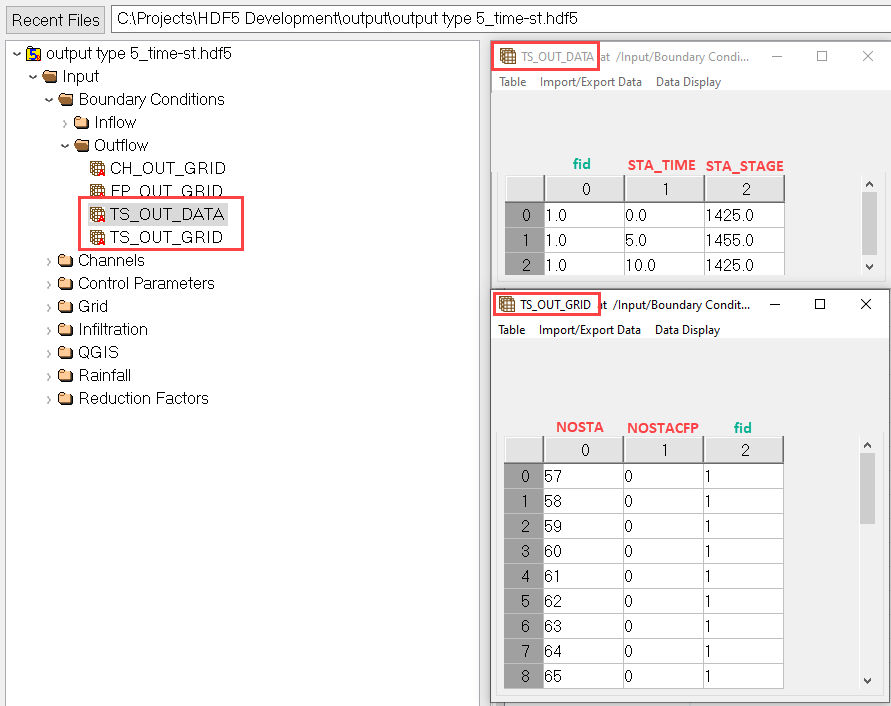 Recent Files C:\Projects\HDF5 Development\output\output type 5_time-st.hdf5
output type 5_time-st.hdf5
Input
Boundary Conditions
Inflow
Outflow
CH_OUT_GRID
FP_OUT_GRID
TS_OUT_DATA
TS_OUT_GRID
Channels
Control Parameters
Grid
Infiltration
QGIS
Rainfall
Reduction Factors
TS_OUT_DATA at /Input/Boundary Condi...
Table Import/Export Data Data Display
fid STA_TIME STA_STAGE
0 1 2
0 1.0 0.0 1425.0
1 1.0 5.0 1455.0
2 1.0 10.0 1425.0
TS_OUT_GRID at /Input/Boundary Condit...
Table Import/Export Data Data Display
NOSTA NOSTACFP fid
0 1 2
0 57 0 1
1 58 0 1
2 59 0 1
3 60 0 1
4 61 0 1
5 62 0 1
6 63 0 1
7 64 0 1
8 65 0 1